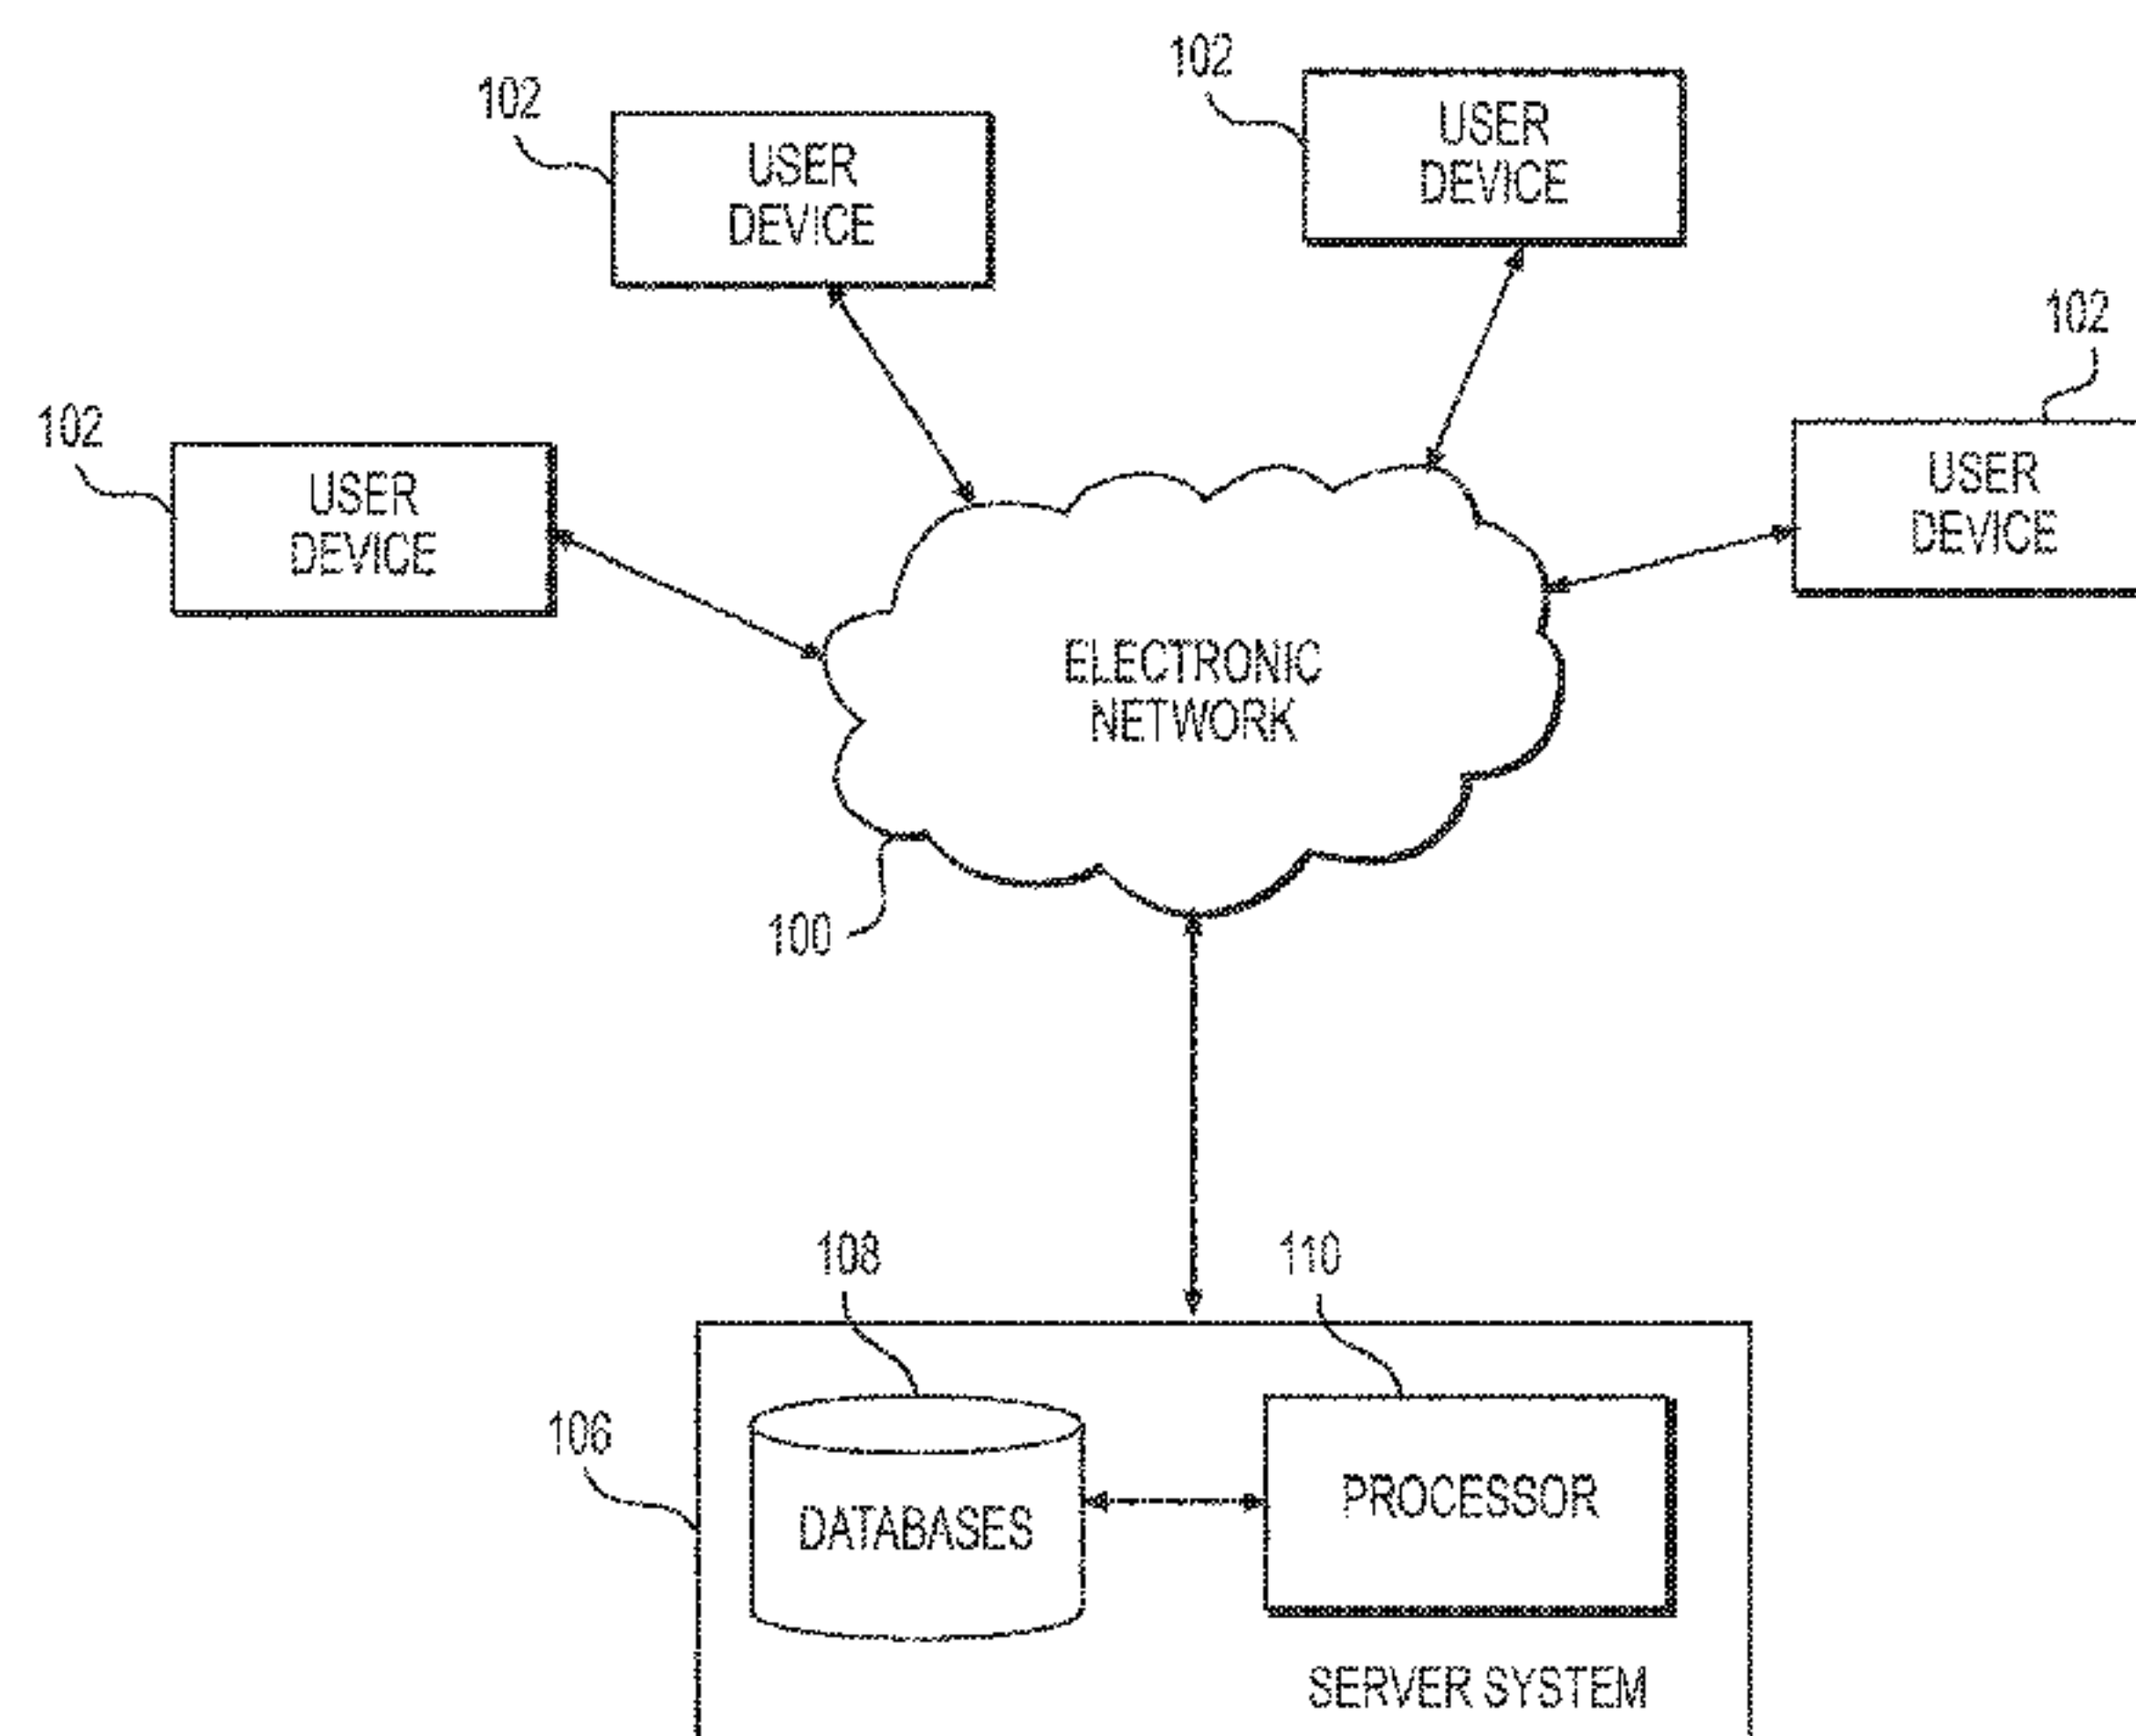 102
USER
DEVICE
102
USER
DEVICE
102
USER
DEVICE
102
USER
DEVICE
ELECTRONIC
NETWORK
100
108
110
106
DATABASES
PROCESSOR
SERVER SYSTEM